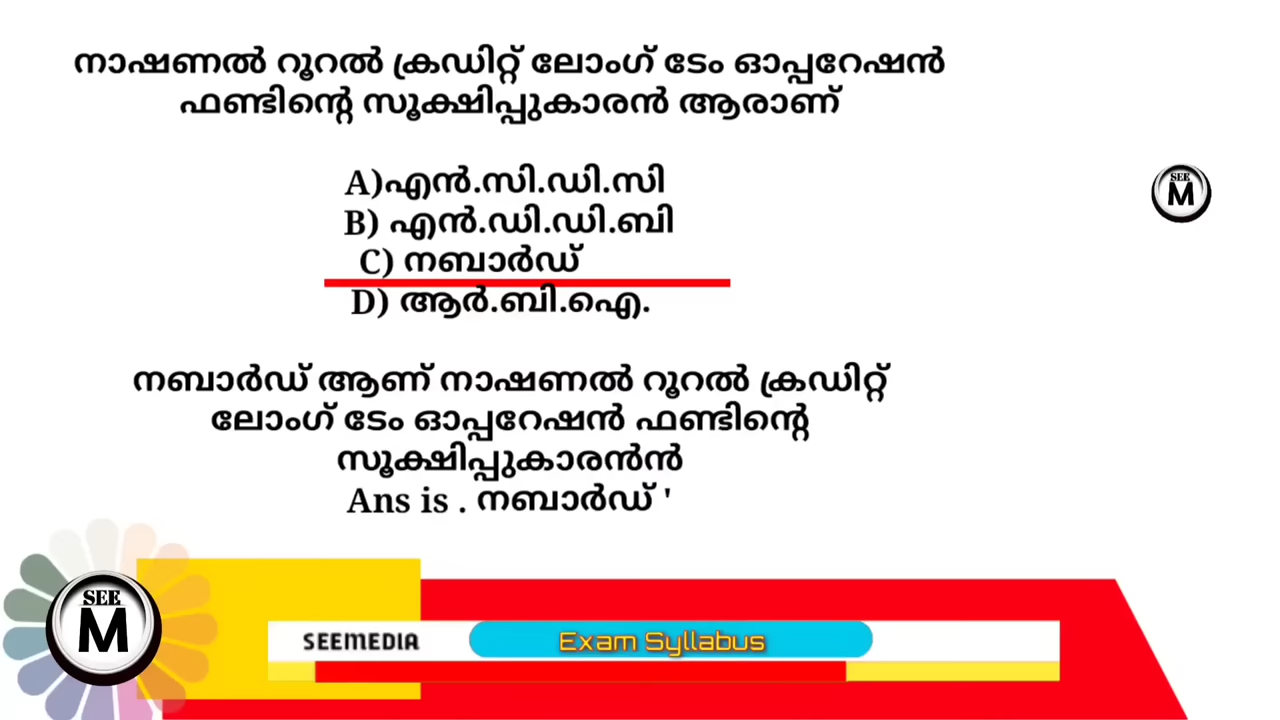 നാഷണൽ റൂറൽ ക്രഡിറ്റ് ലോംഗ് ടേം ഓപ്പറേഷൻ
ഫണ്ടിന്റെ സൂക്ഷിപ്പുകാരൻ ആരാണ്
A)എൻ.സി.ഡി.സി
B) എൻ.ഡി.ഡി.ബി
C) നബാർഡ്
D) ആർ.ബി.ഐ.
നബാർഡ് ആണ് നാഷണൽ റൂറൽ ക്രഡിറ്റ്
ലോംഗ് ടേം ഓപ്പറേഷൻ ഫണ്ടിന്റെ
സൂക്ഷിപ്പുകാരൻൻ
Ans is . നബാർഡ് '
SEE
M
SEE
M
SEEMEDIA
Exam Syllabus